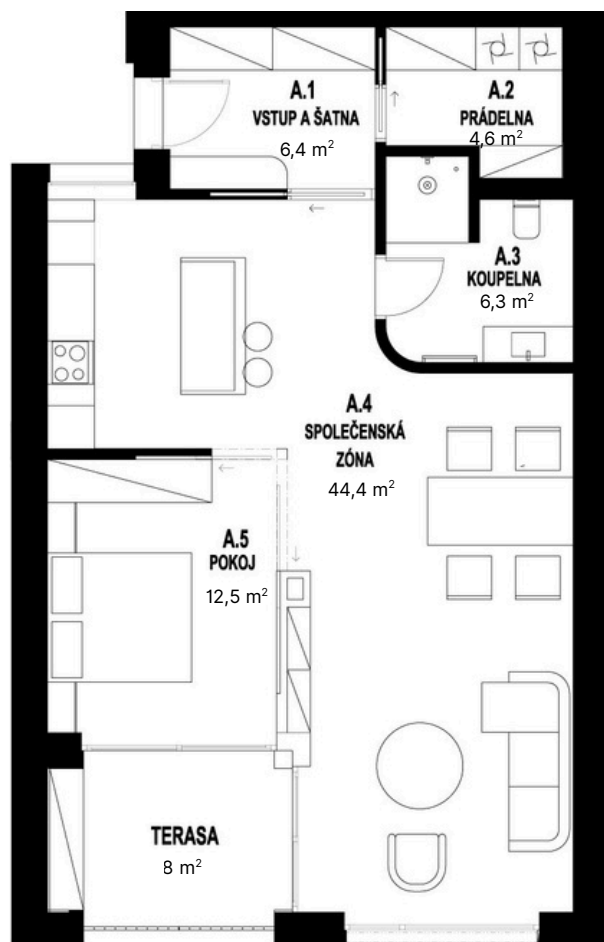 A.1
VSTUP A ŠATNA
6,4 m²
A.2
PRÁDELNA
4,6 m²
A.3
KOUPELNA
6,3 m²
A.4
SPOLEČENSKÁ
ZÓNA
44,4 m²
A.5
POKOJ
12,5 m²
TERASA
8 m²